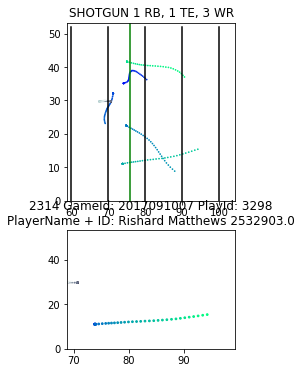 SHOTGUN 1 RB, 1 TE, 3 WR
50
40
30
20
10
0
60 70 80 90 100
2314 GameId: 2017091007 PlayId: 3298
PlayerName + ID: Rishard Matthews 2532903.0
40
20
0
70 80 90